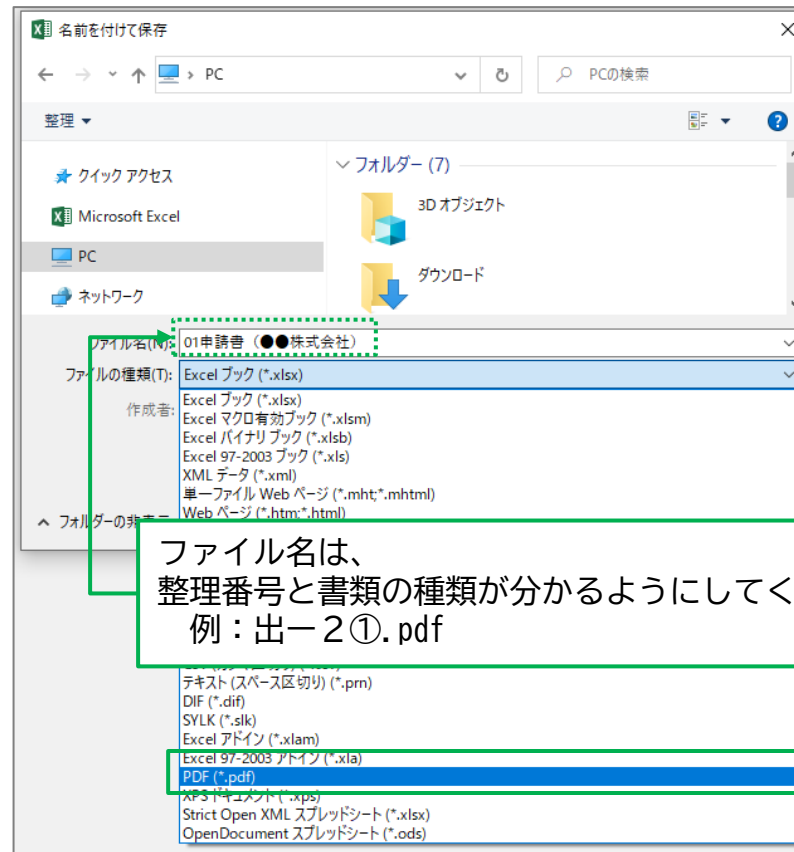 名前を付けて保存
PC
PCの検索
整理
クイック アクセス
Microsoft Excel
PC
ネットワーク
フォルダー (7)
3D オブジェクト
ダウンロード
ファイル名(N):
01申請書（●●株式会社）
ファイルの種類(T):
Excel ブック (*.xlsx)
作成者:
Excel ブック (*.xlsx)
Excel マクロ有効ブック (*.xlsm)
Excel バイナリ ブック (*.xlsb)
Excel 97-2003 ブック (*.xls)
XML データ (*.xml)
単一ファイル Web ページ (*.mht;*.mhtml)
Web ページ (*.htm;*.html)
フォルダーの非表示
ファイル名は、
整理番号と書類の種類が分かるようにしてく
例：出ー２①.pdf
テキスト (スペース区切り) (*.prn)
DIF (*.dif)
SYLK (*.slk)
Excel アドイン (*.xlam)
Excel 97-2003 アドイン (*.xla)
PDF (*.pdf)
XPS ドキュメント (*.xps)
Strict Open XML スプレッドシート (*.xlsx)
OpenDocument スプレッドシート (*.ods)